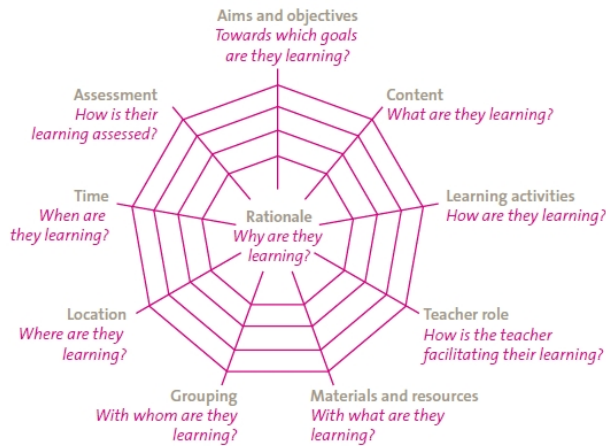 Aims and objectives
Towards which goals
are they learning?
Content
What are they learning?
Learning activities
How are they learning?
Teacher role
How is the teacher
facilitating their learning?
Materials and resources
With what are they
learning?
Grouping
With whom are they
learning?
Location
Where are they
learning?
Time
When are
they learning?
Assessment
How is their
learning assessed?
Rationale
Why are they
learning?